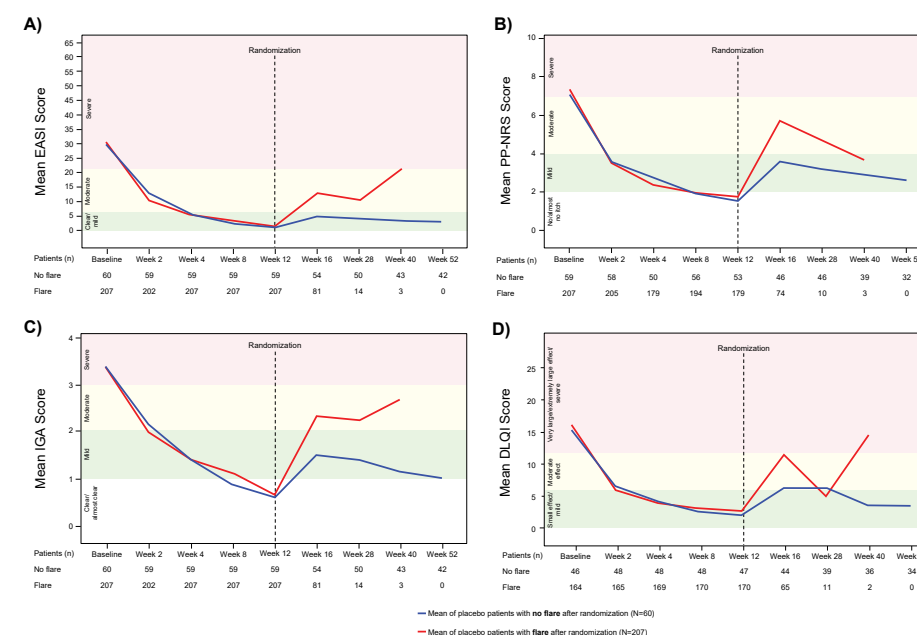 A)
Mean EASI Score
65
60
55
50
45
40
35
30
25
20
15
10
5
0
Severe
Moderate
Clear/
mild
Randomization
Patients (n) Baseline Week 2 Week 4 Week 8 Week 12 Week 16 Week 28 Week 40 Week 52
No flare 60 59 59 59 59 54 50 43 42
Flare 207 202 207 207 207 81 14 3 0
B)
Mean PP-NRS Score
10
8
6
4
2
0
Severe
Moderate
Mild
No/almost
no itch
Randomization
Patients (n) Baseline Week 2 Week 4 Week 8 Week 12 Week 16 Week 28 Week 40 Week 5
No flare 59 58 50 56 53 46 46 39 32
Flare 207 205 179 194 179 74 10 3 0
C)
Mean IGA Score
4
3
2
1
0
Severe
Moderate
Mild
Clear/
almost clear
Randomization
Patients (n) Baseline Week 2 Week 4 Week 8 Week 12 Week 16 Week 28 Week 40 Week 52
No flare 60 59 59 59 59 54 50 43 42
Flare 207 202 207 207 207 81 14 3 0
D)
Mean DLQI Score
25
20
15
10
5
0
Very large/extremely large effect/
severe
Moderate
effect
Small effect/
mild
Randomization
Patients (n) Baseline Week 2 Week 4 Week 8 Week 12 Week 16 Week 28 Week 40 Week
No flare 46 48 48 48 47 44 39 36 34
Flare 164 165 169 170 170 65 11 2 0
Mean of placebo patients with no flare after randomization (N=60)
Mean of placebo patients with flare after randomization (N=207)